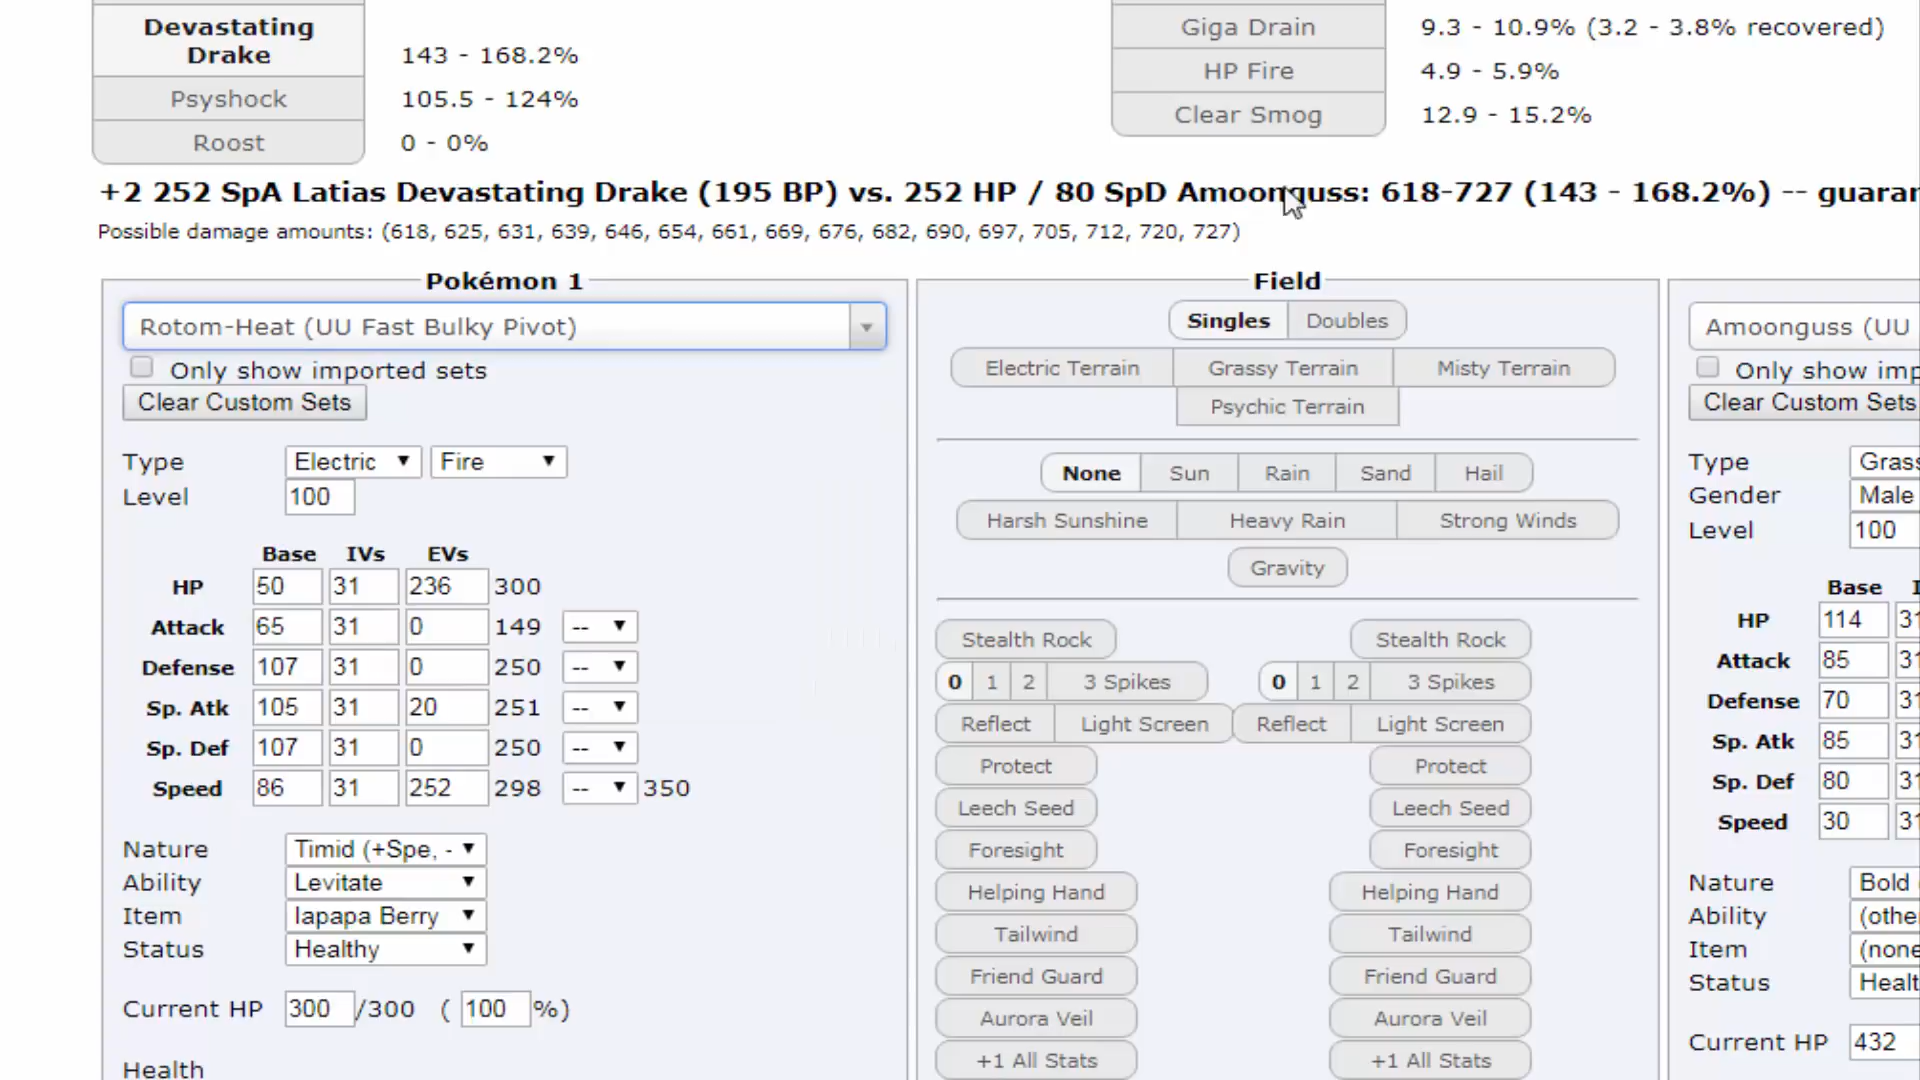 Devastating
Drake
143 - 168.2%
Psyshock
105.5 - 124%
Roost
0 - 0%
Giga Drain
9.3 - 10.9% (3.2 - 3.8% recovered)
HP Fire
4.9 - 5.9%
Clear Smog
12.9 - 15.2%
+2 252 SpA Latias Devastating Drake (195 BP) vs. 252 HP / 80 SpD Amoonguss: 618-727 (143 - 168.2%) -- guaran
Possible damage amounts: (618, 625, 631, 639, 646, 654, 661, 669, 676, 682, 690, 697, 705, 712, 720, 727)
Pokémon 1
Rotom-Heat (UU Fast Bulky Pivot)
Only show imported sets
Clear Custom Sets
Type Electric Fire
Level 100
Base IVs EVs
HP 50 31 236 300
Attack 65 31 0 149 --
Defense 107 31 0 250 --
Sp. Atk 105 31 20 251 --
Sp. Def 107 31 0 250 --
Speed 86 31 252 298 -- 350
Nature Timid (+Spe, -
Ability Levitate
Item Iapapa Berry
Status Healthy
Current HP 300 /300 ( 100 %)
Health
Field
Singles Doubles
Electric Terrain Grassy Terrain Misty Terrain
Psychic Terrain
None Sun Rain Sand Hail
Harsh Sunshine Heavy Rain Strong Winds
Gravity
Stealth Rock Stealth Rock
0 1 2 3 Spikes 0 1 2 3 Spikes
Reflect Light Screen Reflect Light Screen
Protect Protect
Leech Seed Leech Seed
Foresight Foresight
Helping Hand Helping Hand
Tailwind Tailwind
Friend Guard Friend Guard
Aurora Veil Aurora Veil
+1 All Stats +1 All Stats
Amoonguss (UU
Only show imp
Clear Custom Sets
Type Grass
Gender Male
Level 100
Base I
HP 114 31
Attack 85 31
Defense 70 31
Sp. Atk 85 31
Sp. Def 80 31
Speed 30 31
Nature Bold
Ability (othe
Item (none
Status Healt
Current HP 432